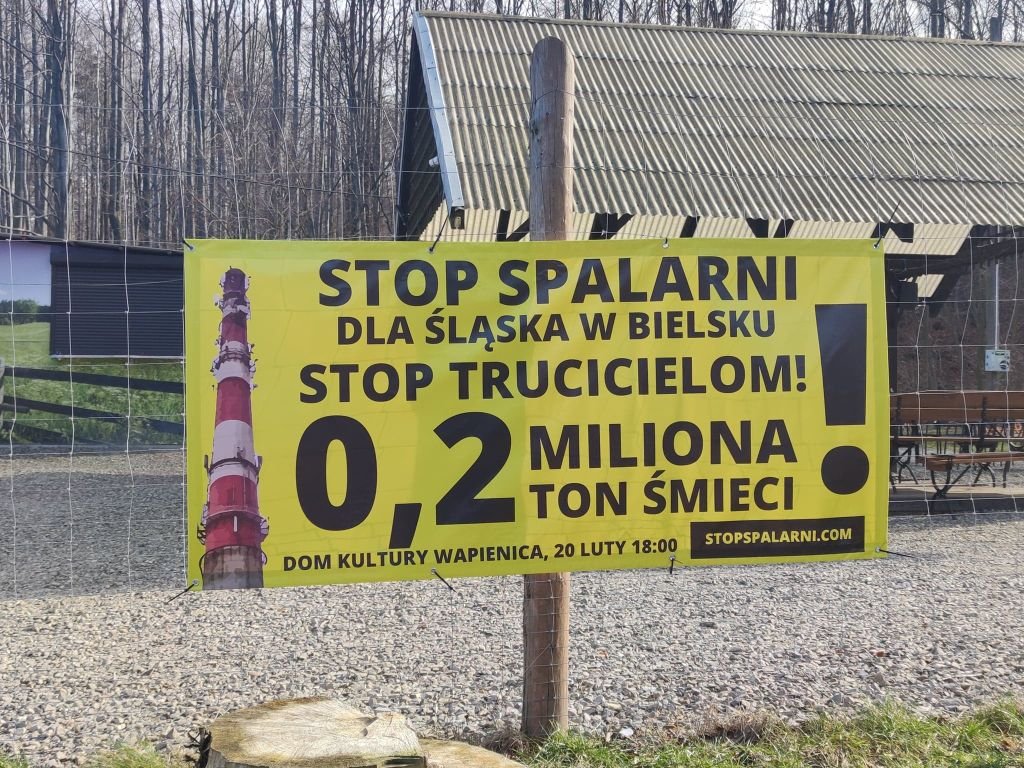 STOP SPALARNI
DLA ŚLĄSKA W BIELSKU
STOP TRUCICIELOM!
0,2 MILIONA
TON ŚMIECI
!
DOM KULTURY WAPIENICA, 20 LUTY 18:00
STOPSPALARNI.COM